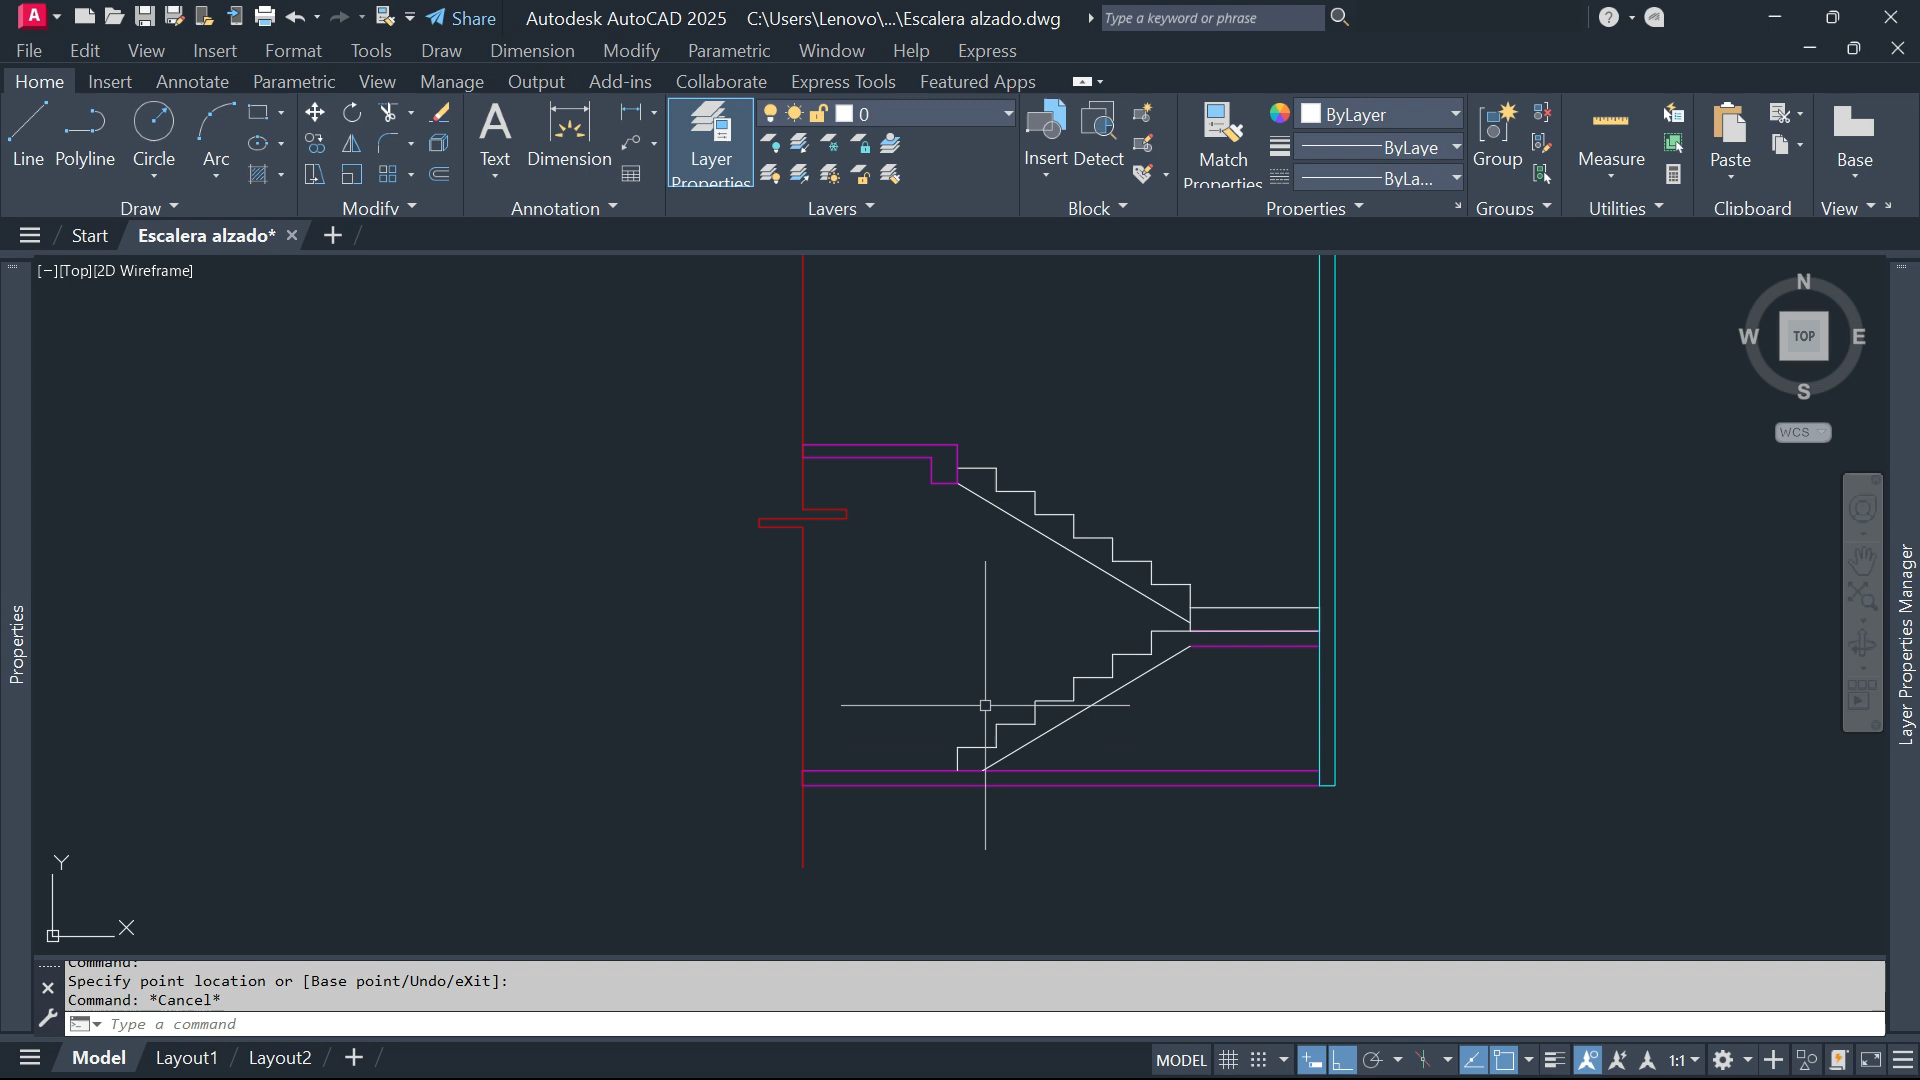 A Share Autodesk AutoCAD 2025 C:\Users\Lenovo\...\Escalera alzado.dwg Type a keyword or phrase
File Edit View Insert Format Tools Draw Dimension Modify Parametric Window Help Express
Home Insert Annotate Parametric View Manage Output Add-ins Collaborate Express Tools Featured Apps
0 ByLayer
Line Polyline Circle Arc Text Dimension Layer Properties Insert Detect Match Properties ByLaye Group Measure Paste Base
ByLa...
Draw Modify Annotation Layers Block Properties Groups Utilities Clipboard View
Start Escalera alzado*
[−][Top][2D Wireframe]
N
W TOP E
S
WCS
Properties
Layer Properties Manager
Y
X
Command:
Specify point location or [Base point/Undo/eXit]:
Command: *Cancel*
Type a command
Model Layout1 Layout2 MODEL 1:1